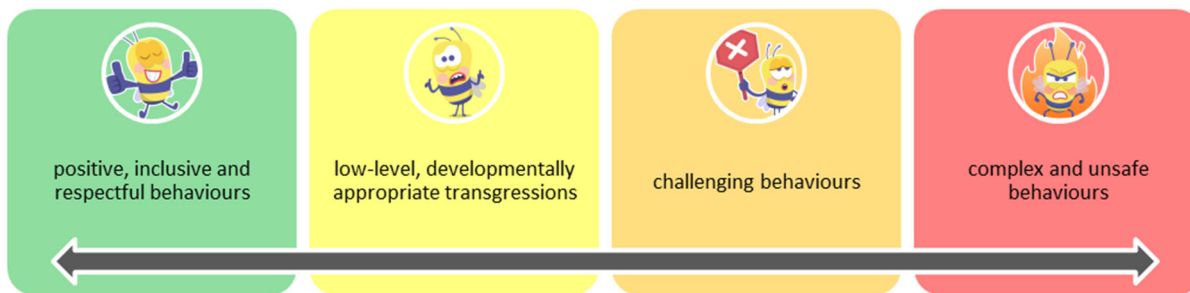 positive, inclusive and
respectful behaviours
low-level, developmentally
appropriate transgressions
challenging behaviours
complex and unsafe
behaviours